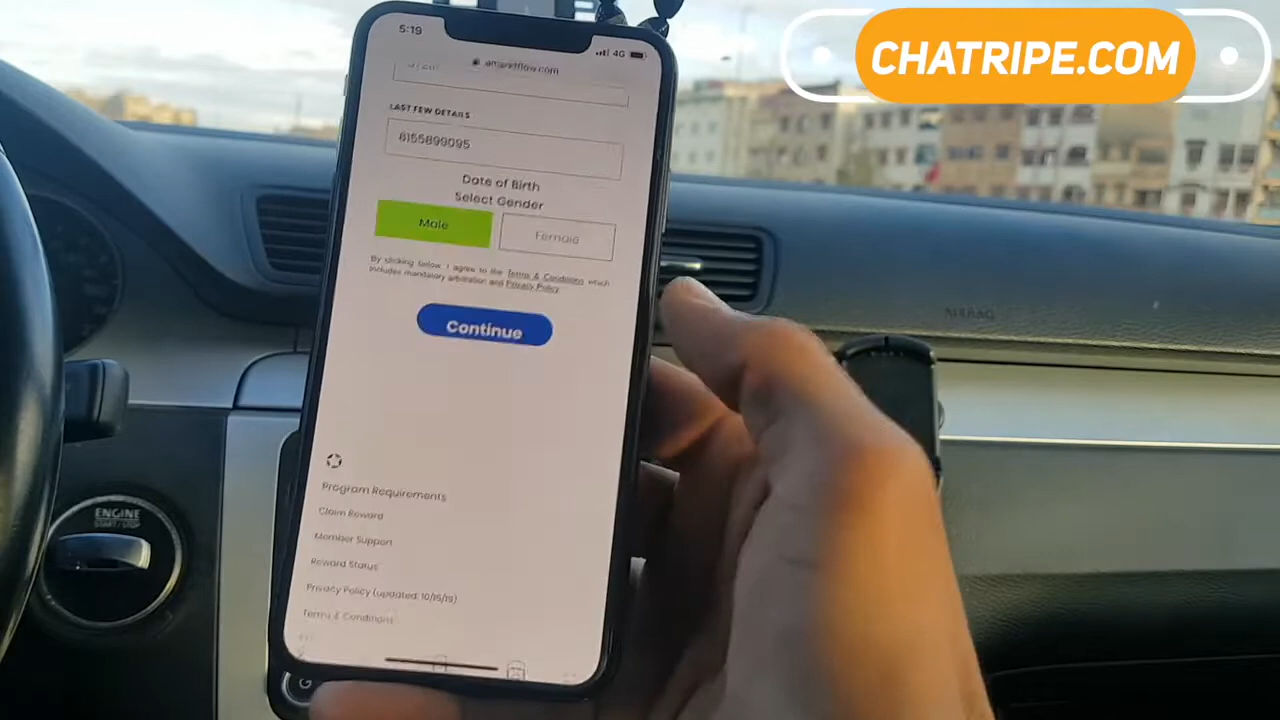 CHATRIPE.COM
5:19
4G
LAST FEW DETAILS
6155899095
Date of Birth
Select Gender
Male
Female
By clicking below, I agree to the Terms & Conditions which
includes mandatory arbitration and Privacy Policy
Continue
Program Requirements
Claim Reward
Member Support
Reward Status
Privacy Policy (updated: 10/15/19)
Terms & Conditions
ENGINE
START/STOP
AIRBAG